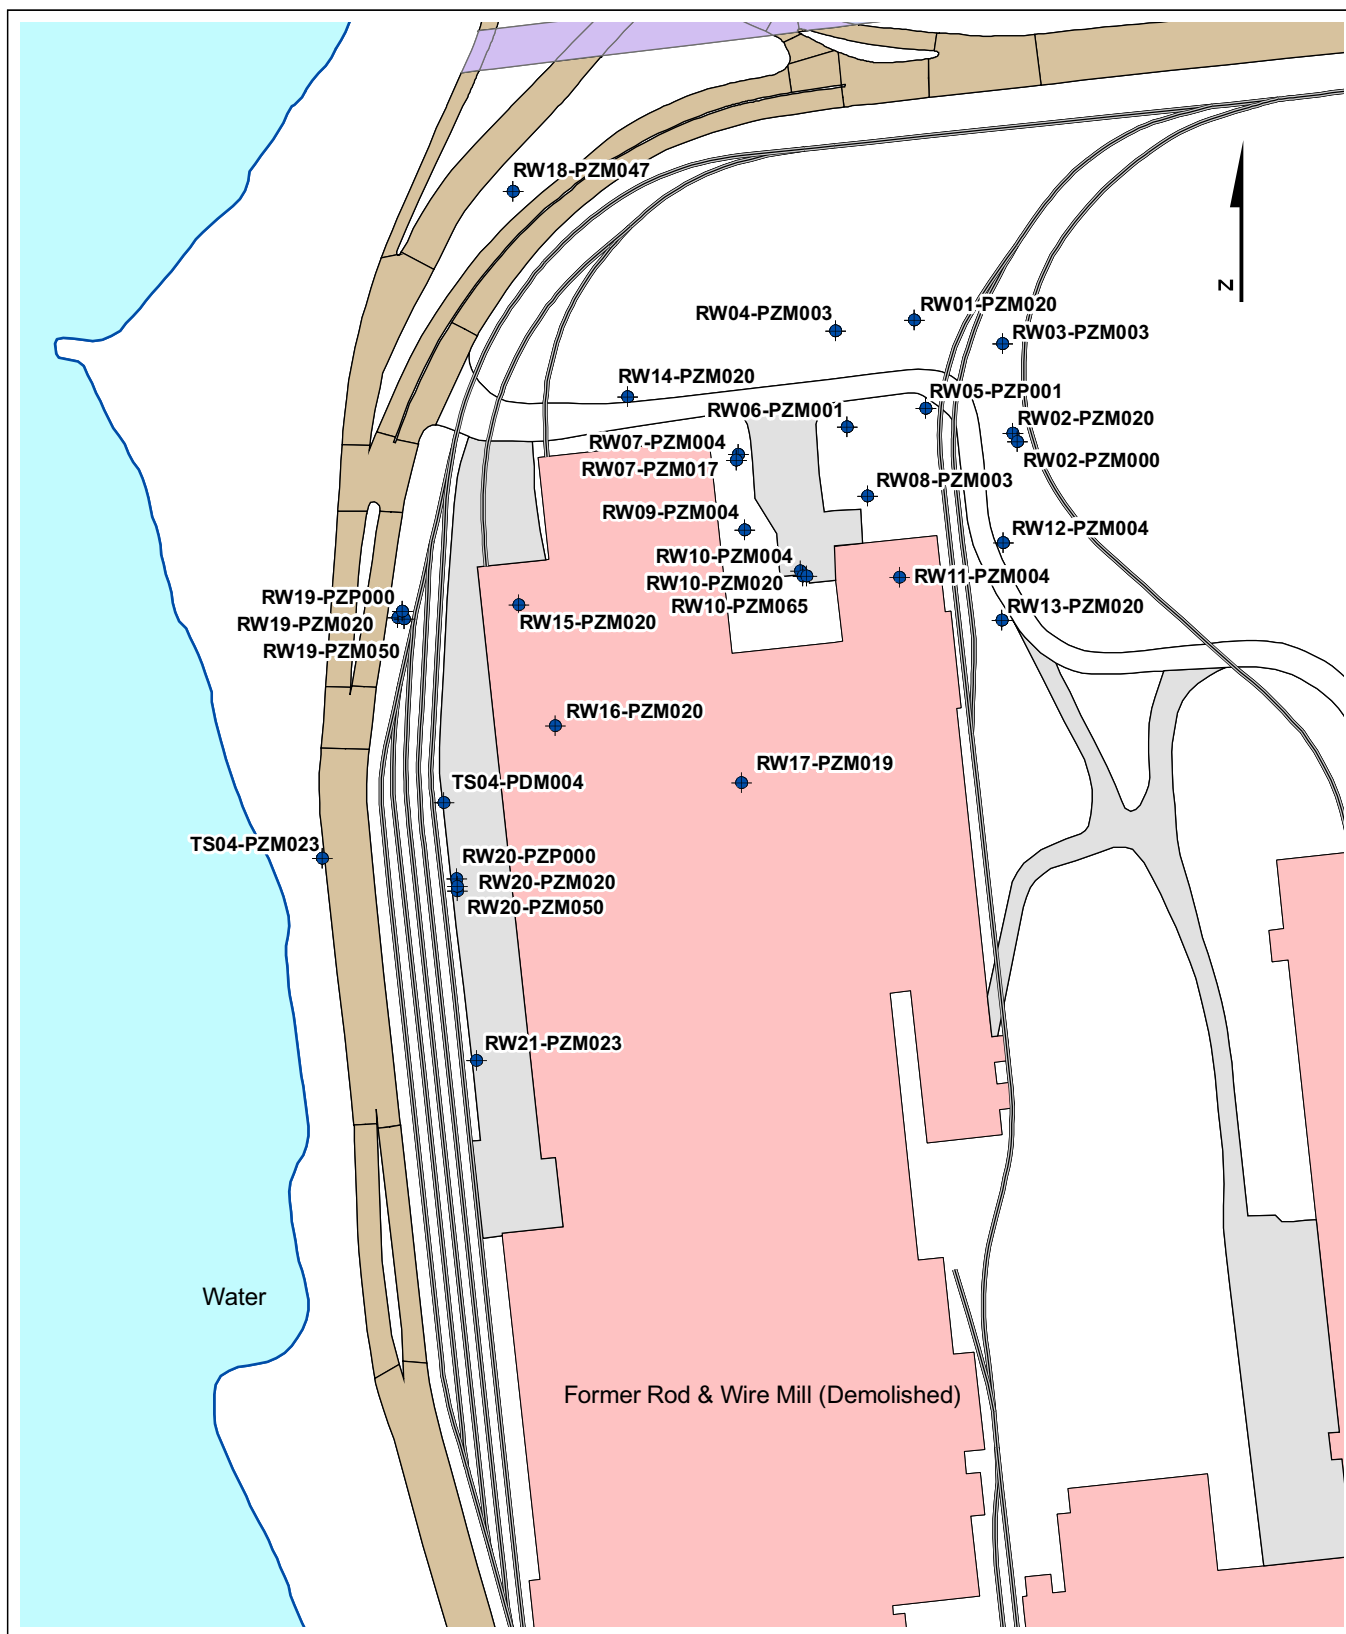 RW18-PZM047
Z
RW01-PZM020
RW04-PZM003
RW03-PZM003
RW14-PZM020
RW05-PZP001
RW06-PZM001
RW02-PZM020
RW07-PZM004
RW02-PZM000
RW07-PZM017
RW08-PZM003
RW09-PZM004
RW12-PZM004
RW10-PZM004
RW11-PZM004
RW10-PZM020
RW19-PZP000
RW10-PZM065
RW13-PZM020
RW19-PZM020
RW15-PZM020
RW19-PZM050
RW16-PZM020
RW17-PZM019
TS04-PDM004
TS04-PZM023
RW20-PZP000
RW20-PZM020
RW20-PZM050
RW21-PZM023
Water
Former Rod & Wire Mill (Demolished)